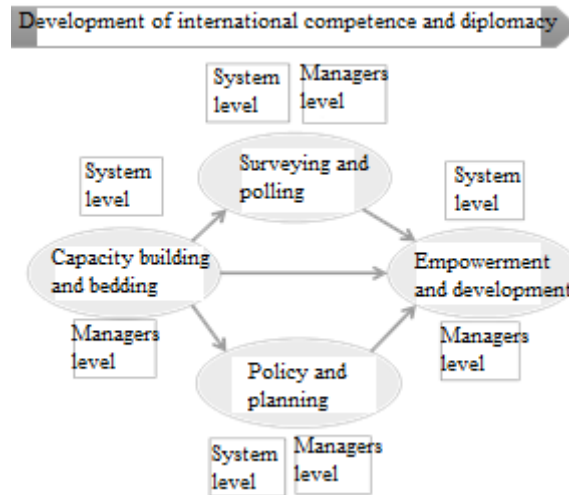 Development of international competence and diplomacy
System
level
Managers
level
Surveying and
polling
System
level
System
level
Capacity building
and bedding
Empowerment
and development
Managers
level
Managers
level
Policy and
planning
System
level
Managers
level